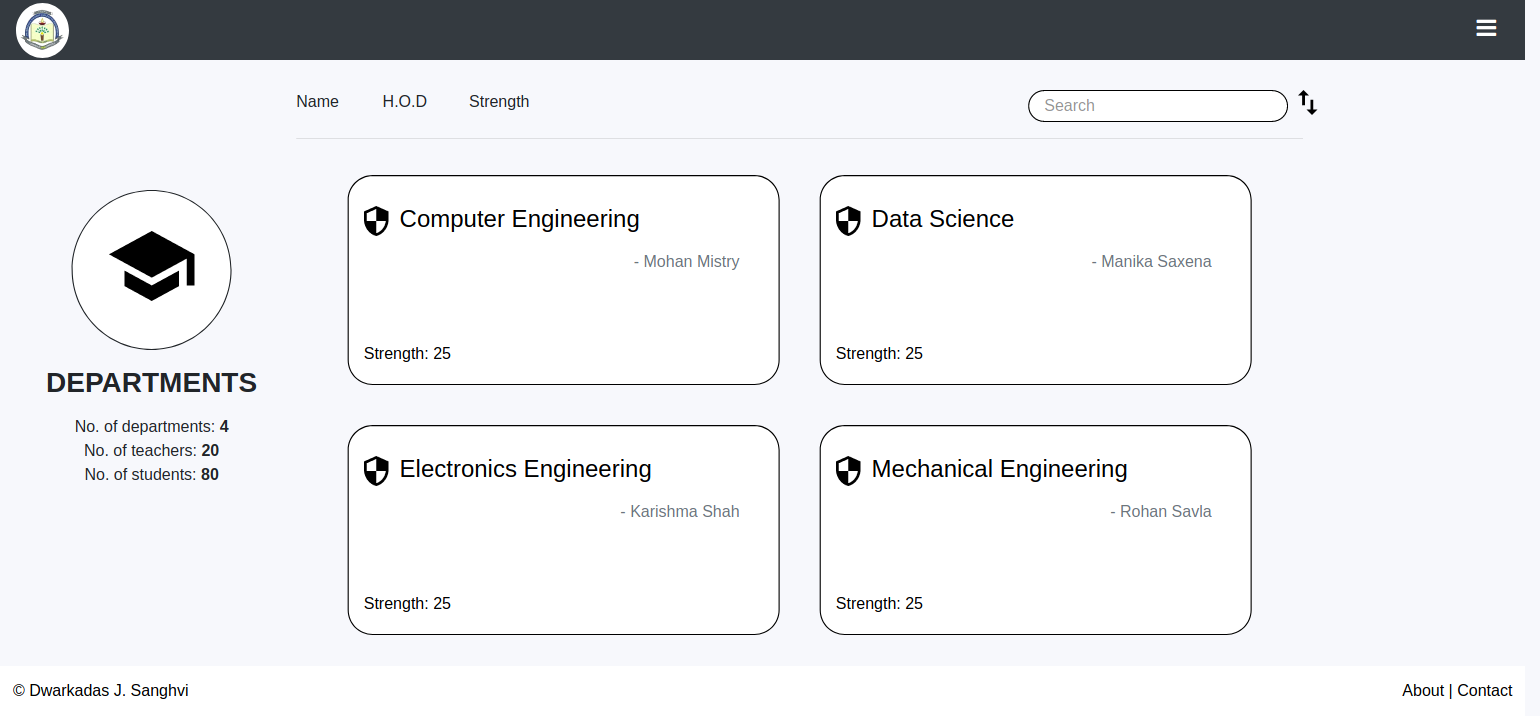 Name H.O.D Strength Search
DEPARTMENTS
No. of departments: 4
No. of teachers: 20
No. of students: 80
Computer Engineering
- Mohan Mistry
Strength: 25
Data Science
- Manika Saxena
Strength: 25
Electronics Engineering
- Karishma Shah
Strength: 25
Mechanical Engineering
- Rohan Savla
Strength: 25
© Dwarkadas J. Sanghvi About | Contact